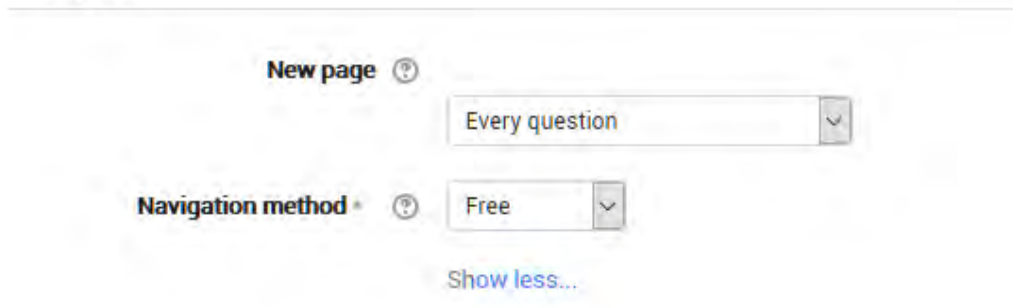 New page
Every question
Navigation method *
Free
Show less...